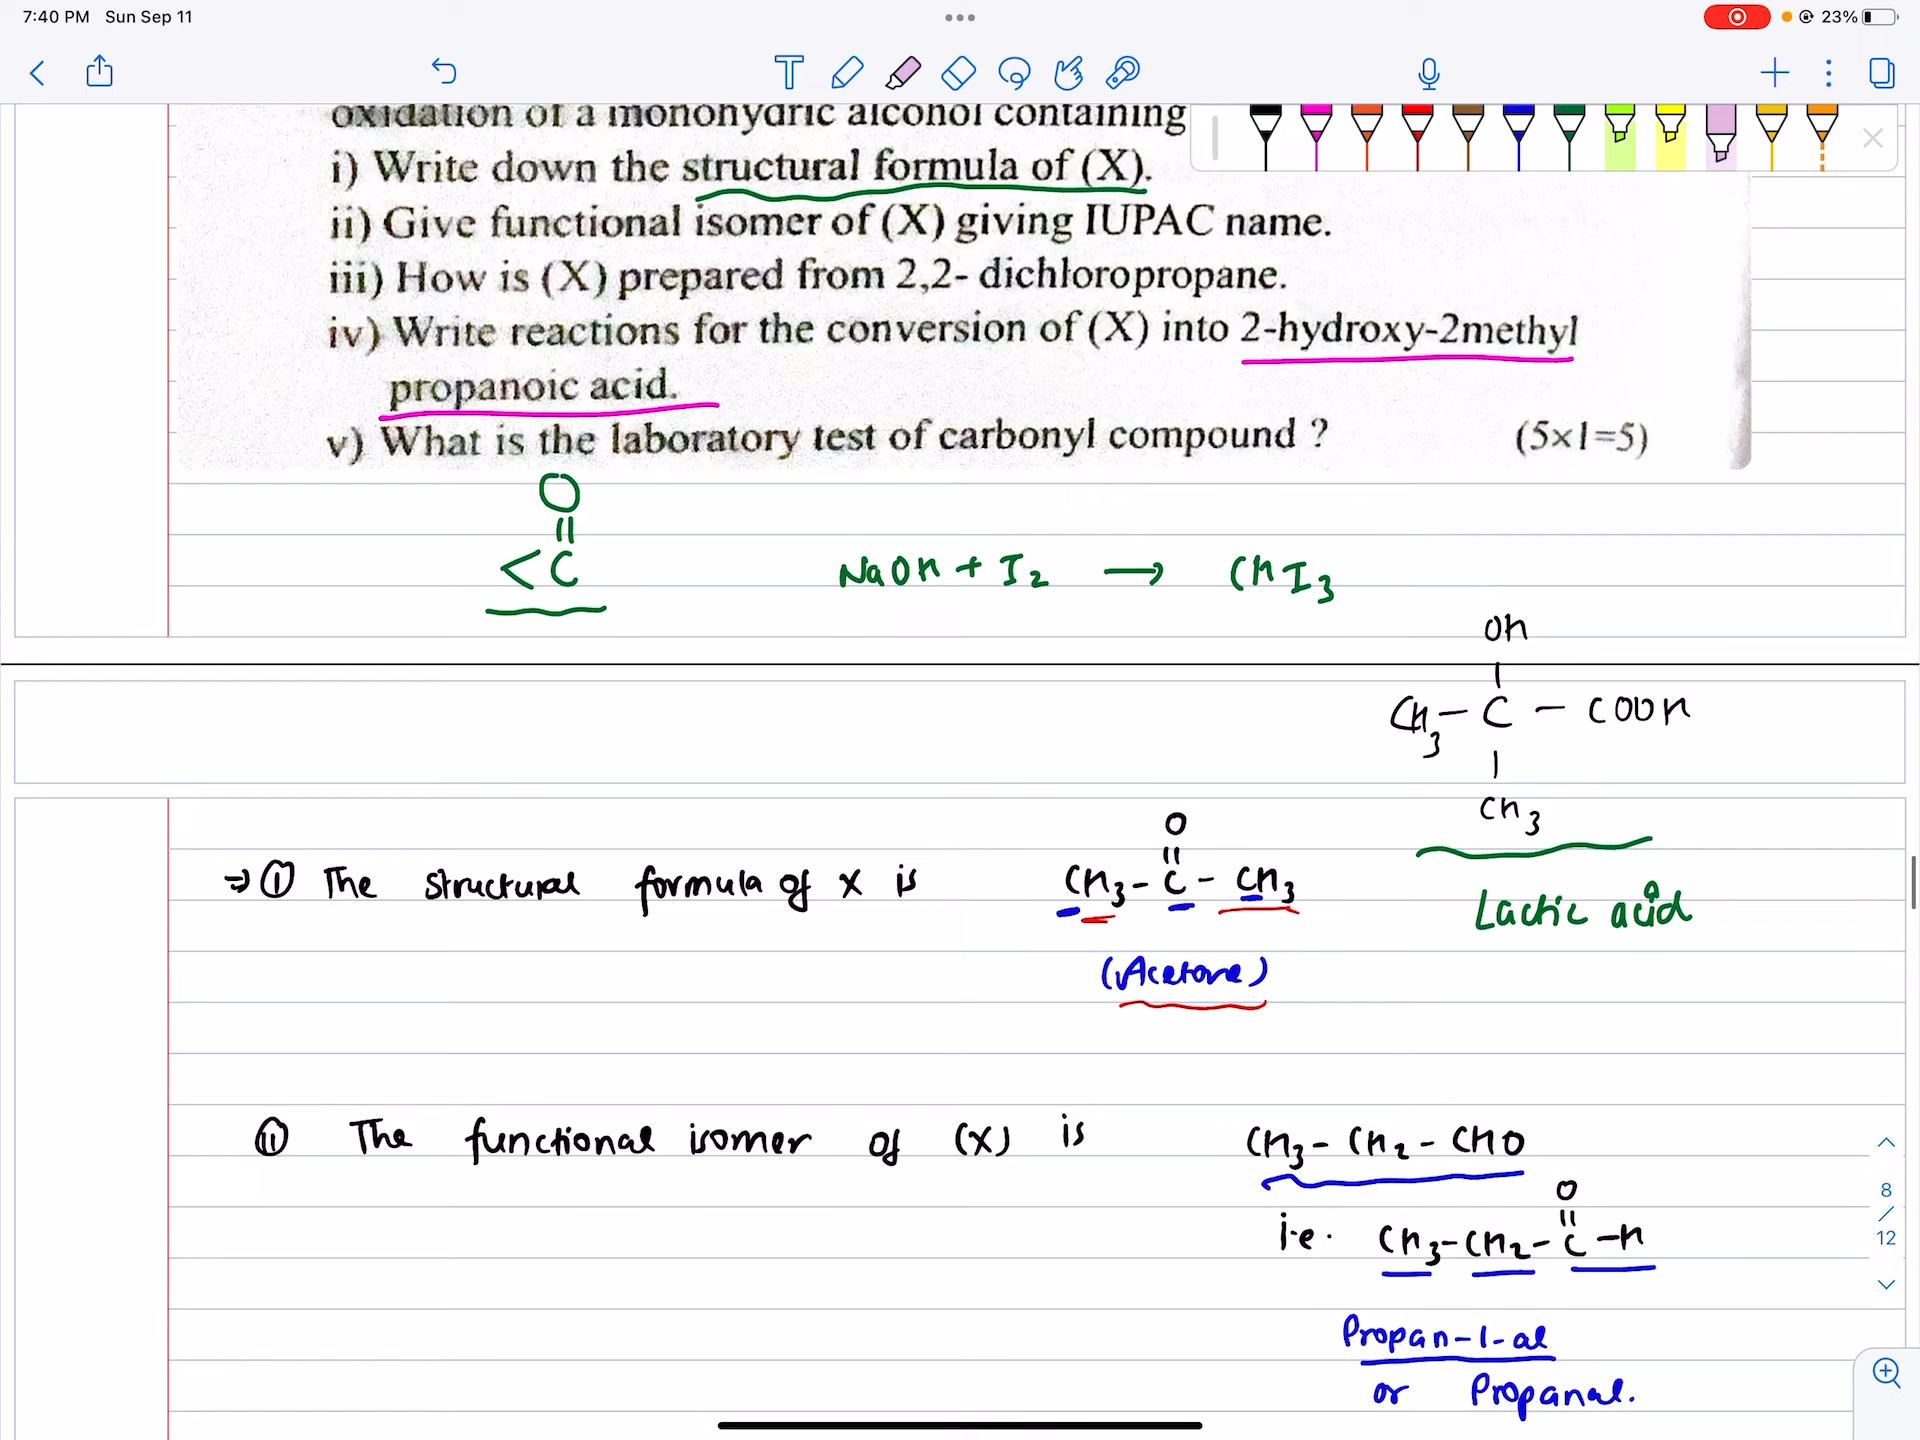 7:40 PM Sun Sep 11
23%
oxidation of a monohydric alcohol containing
i) Write down the structural formula of (X).
ii) Give functional isomer of (X) giving IUPAC name.
iii) How is (X) prepared from 2,2- dichloropropane.
iv) Write reactions for the conversion of (X) into 2-hydroxy-2methyl
propanoic acid.
v) What is the laboratory test of carbonyl compound ? (5×1=5)
O
||
<C NaOH + I2 → CHI3
OH
|
CH3 – C – COOH
|
CH3
Lactic acid
O
||
⇒ (i) The structural formula of X is CH3 – C – CH3
(Acetone)
(ii) The functional isomer of (X) is CH3 – CH2 – CHO
O
||
i.e. CH3 – CH2 – C – H
Propan-1-al
or Propanal.
8
/
12